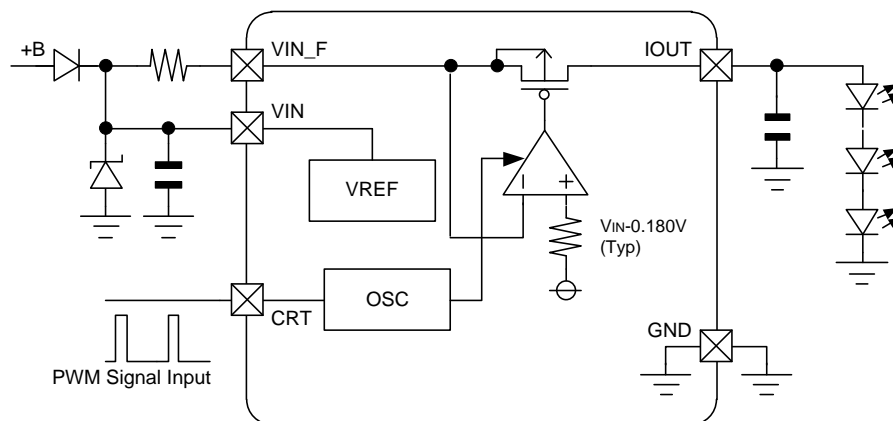 +B
VIN_F
IOUT
VIN
VREF
VIN-0.180V
(Typ)
OSC
CRT
GND
PWM Signal Input